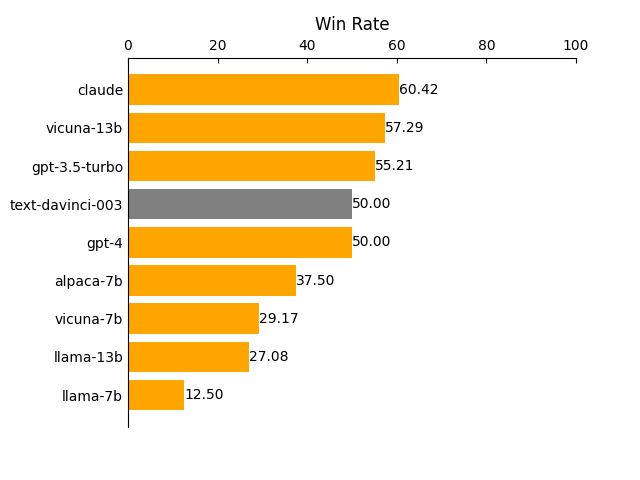 Win Rate
0 20 40 60 80 100
claude 60.42
vicuna-13b 57.29
gpt-3.5-turbo 55.21
text-davinci-003 50.00
gpt-4 50.00
alpaca-7b 37.50
vicuna-7b 29.17
llama-13b 27.08
llama-7b 12.50